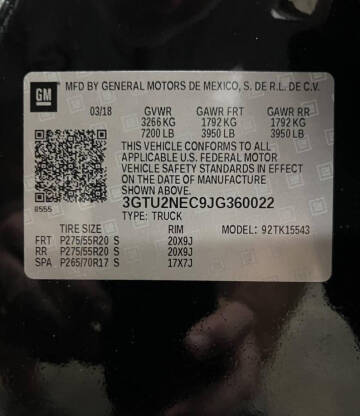 GM
MFD BY GENERAL MOTORS DE MEXICO, S. DE R.L. DE C.V.
03/18 GVWR GAWR FRT GAWR RR
3266 KG 1792 KG 1792 KG
7200 LB 3950 LB 3950 LB
THIS VEHICLE CONFORMS TO ALL
APPLICABLE U.S. FEDERAL MOTOR
VEHICLE SAFETY STANDARDS IN EFFECT
ON THE DATE OF MANUFACTURE
SHOWN ABOVE.
3GTU2NEC9JG360022
TYPE: TRUCK
TIRE SIZE RIM MODEL: 92TK15543
FRT P275/55R20 S 20X9J
RR P275/55R20 S 20X9J
SPA P265/70R17 S 17X7J